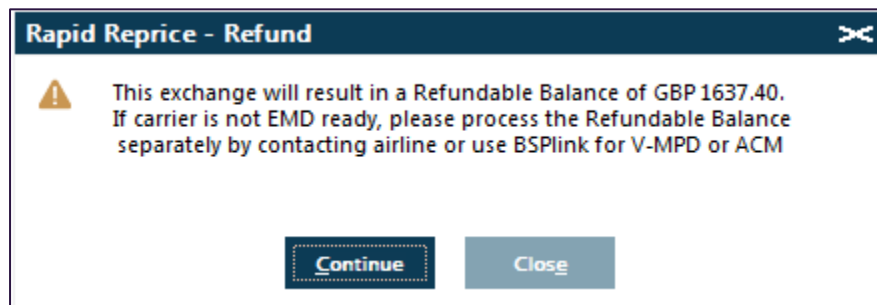 Rapid Reprice - Refund
This exchange will result in a Refundable Balance of GBP 1637.40.
If carrier is not EMD ready, please process the Refundable Balance
separately by contacting airline or use BSPlink for V-MPD or ACM
Continue Close